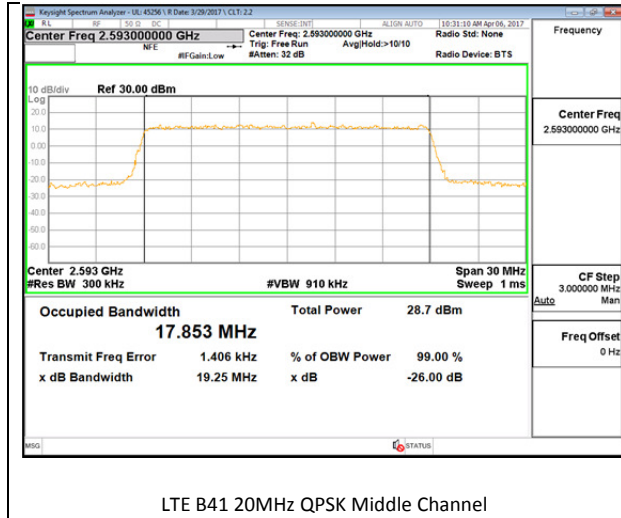 Keysight Spectrum Analyzer - UL: 45256 \ R Date: 3/29/2017 \ CLT: 2.2
RL RF 50 Ω DC SENSE:INT ALIGN AUTO 10:31:10 AM Apr 06, 2017
Center Freq 2.593000000 GHz Center Freq: 2.593000000 GHz Radio Std: None Frequency
NFE Trig: Free Run Avg|Hold:>10/10
#IFGain:Low #Atten: 32 dB Radio Device: BTS
10 dB/div Ref 30.00 dBm
Log
20.0
10.0
0.00
-10.0
-20.0
-30.0
-40.0
-50.0
-60.0
Center Freq
2.593000000 GHz
Center 2.593 GHz Span 30 MHz
#Res BW 300 kHz #VBW 910 kHz Sweep 1 ms
CF Step
3.000000 MHz
Auto Man
Occupied Bandwidth Total Power 28.7 dBm
17.853 MHz
Freq Offset
0 Hz
Transmit Freq Error 1.406 kHz % of OBW Power 99.00 %
x dB Bandwidth 19.25 MHz x dB -26.00 dB
MSG STATUS
LTE B41 20MHz QPSK Middle Channel